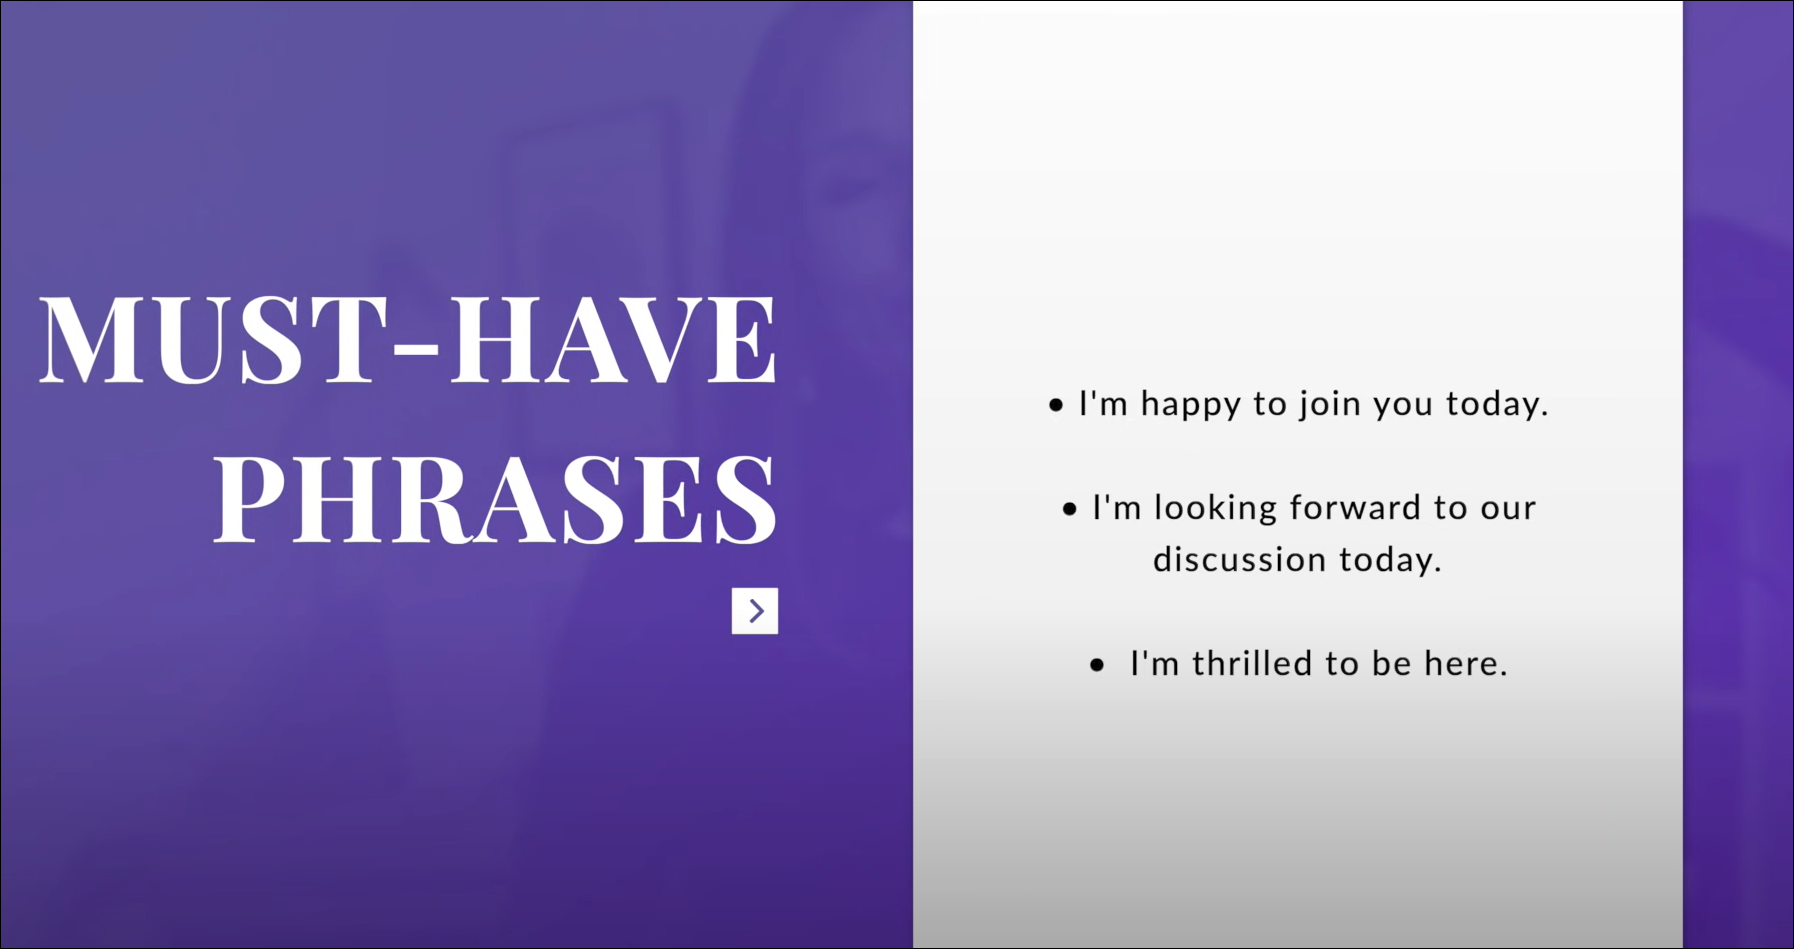 MUST-HAVE
PHRASES
• I'm happy to join you today.
• I'm looking forward to our
discussion today.
• I'm thrilled to be here.